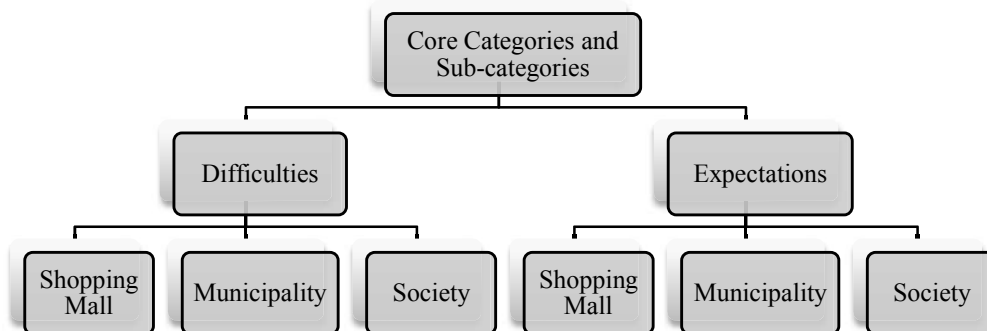 Core Categories and
Sub-categories
Difficulties
Expectations
Shopping
Mall
Municipality
Society
Shopping
Mall
Municipality
Society